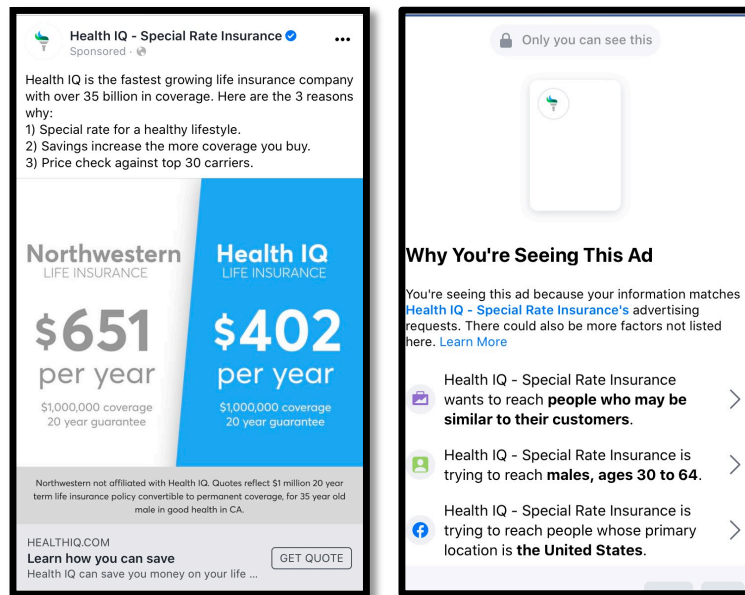 Health IQ - Special Rate Insurance
Sponsored ·
Health IQ is the fastest growing life insurance company
with over 35 billion in coverage. Here are the 3 reasons
why:
1) Special rate for a healthy lifestyle.
2) Savings increase the more coverage you buy.
3) Price check against top 30 carriers.
Northwestern
LIFE INSURANCE
$651
per year
$1,000,000 coverage
20 year guarantee
Health IQ
LIFE INSURANCE
$402
per year
$1,000,000 coverage
20 year guarantee
Northwestern not affiliated with Health IQ. Quotes reflect $1 million 20 year
term life insurance policy convertible to permanent coverage, for 35 year old
male in good health in CA.
HEALTHIQ.COM
Learn how you can save
Health IQ can save you money on your life ...
GET QUOTE
Only you can see this
Why You're Seeing This Ad
You're seeing this ad because your information matches
Health IQ - Special Rate Insurance's advertising
requests. There could also be more factors not listed
here. Learn More
Health IQ - Special Rate Insurance
wants to reach people who may be
similar to their customers.
Health IQ - Special Rate Insurance is
trying to reach males, ages 30 to 64.
Health IQ - Special Rate Insurance is
trying to reach people whose primary
location is the United States.